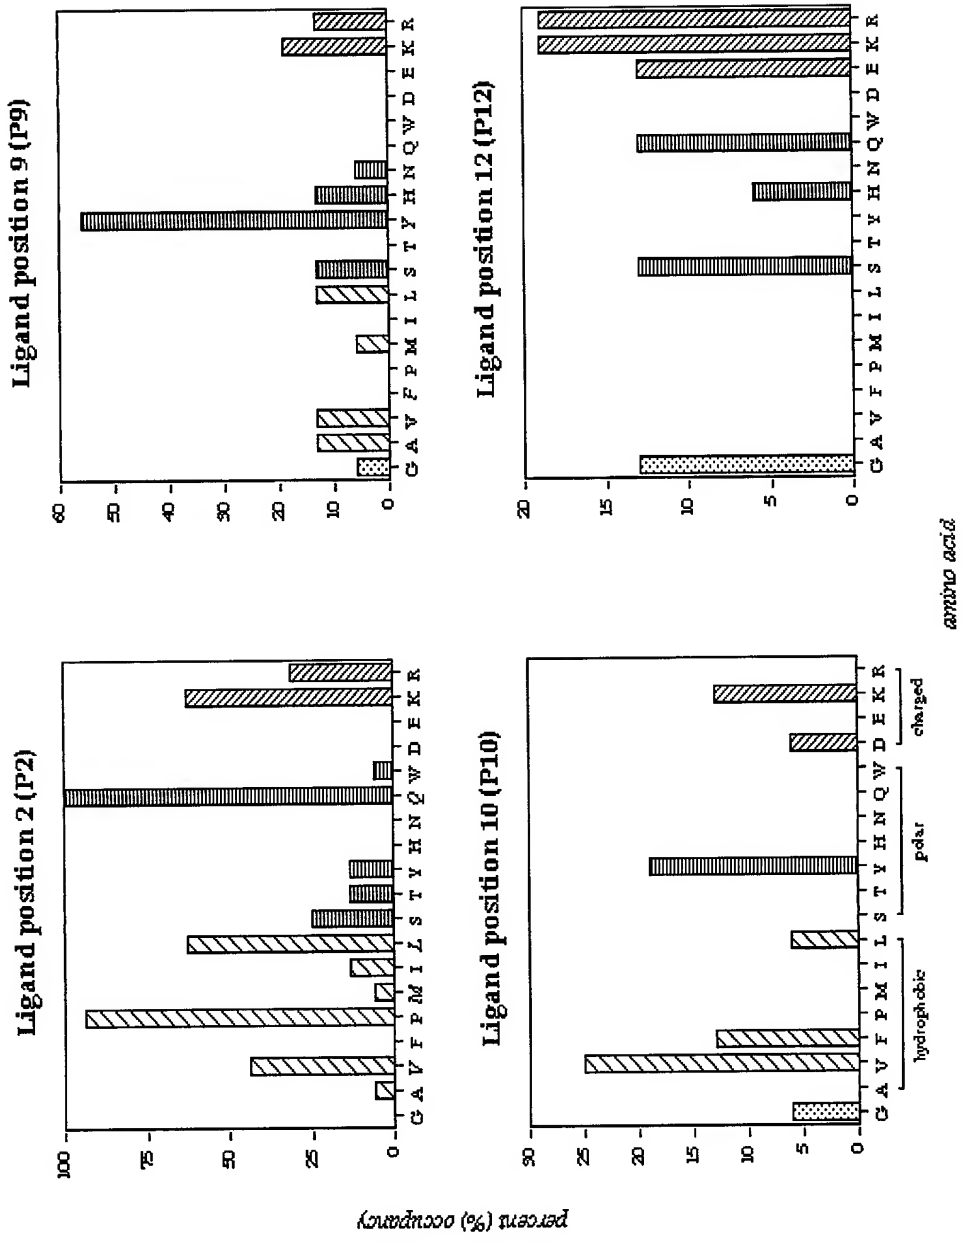 Ligand position 2 (P2)
100
75
50
25
0
G A V F P M I L S T Y H N Q W D E K R
Ligand position 9 (P9)
60
50
40
30
20
10
0
G A V F P M I L S T Y H N Q W D E K R
percent (%) occupancy
Ligand position 10 (P10)
30
25
20
15
10
5
0
G A V F P M I L S T Y H N Q W D E K R
hydrophobic polar charged
Ligand position 12 (P12)
20
15
10
5
0
G A V F P M I L S T Y H N Q W D E K R
amino acid